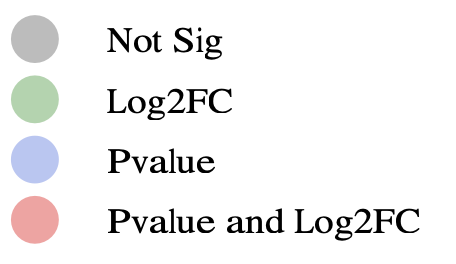 Not Sig
Log2FC
Pvalue
Pvalue and Log2FC